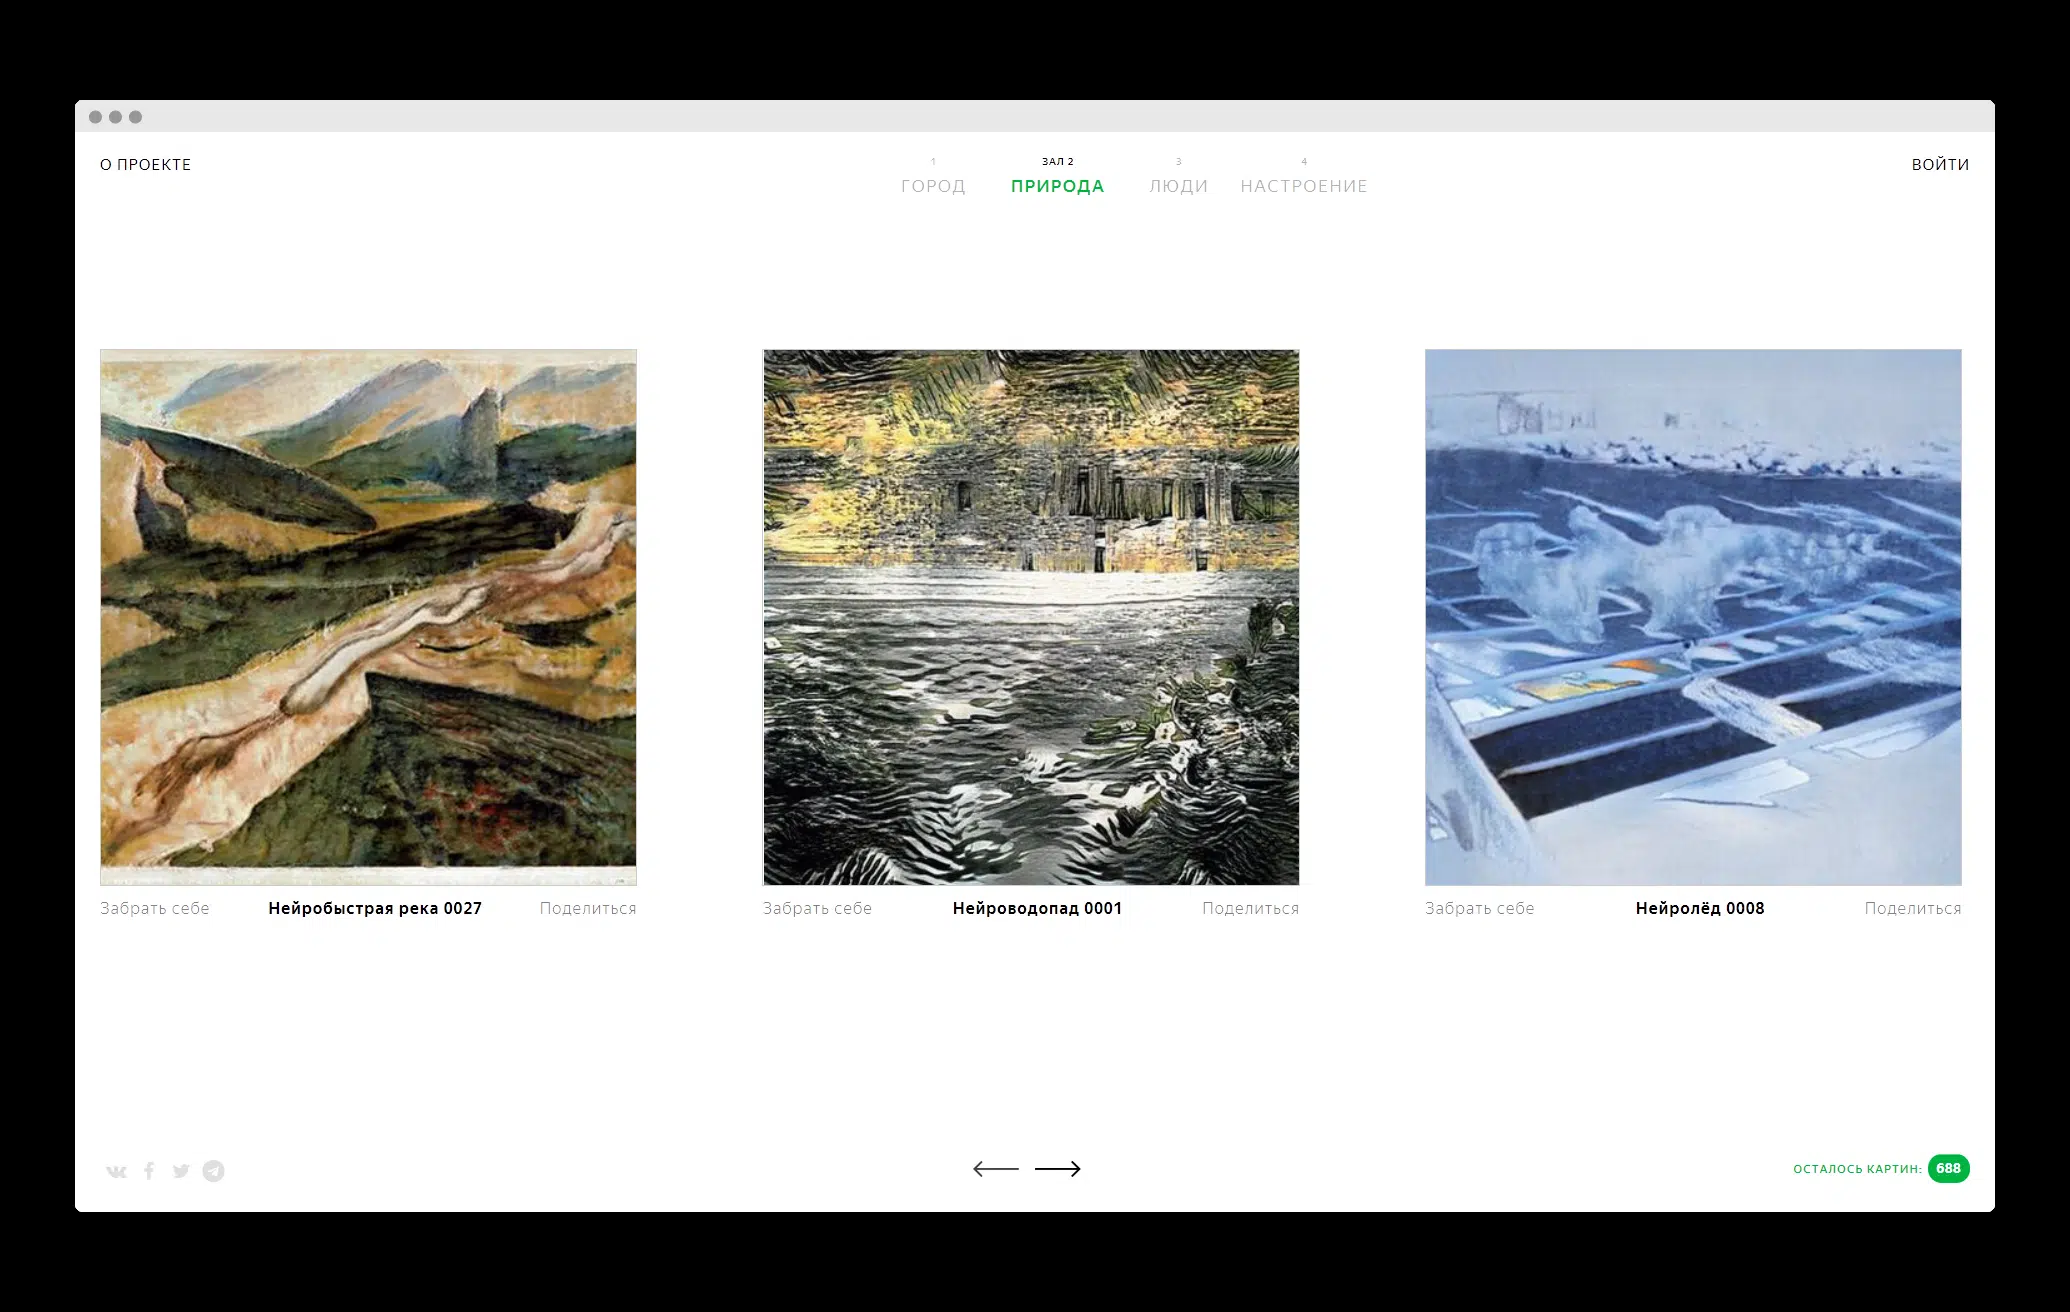 О ПРОЕКТЕ
1
ГОРОД
ЗАЛ 2
ПРИРОДА
3
ЛЮДИ
4
НАСТРОЕНИЕ
ВОЙТИ
Забрать себе
Нейробыстрая река 0027
Поделиться
Забрать себе
Нейроводопад 0001
Поделиться
Забрать себе
Нейролёд 0008
Поделиться
ОСТАЛОСЬ КАРТИН: 688